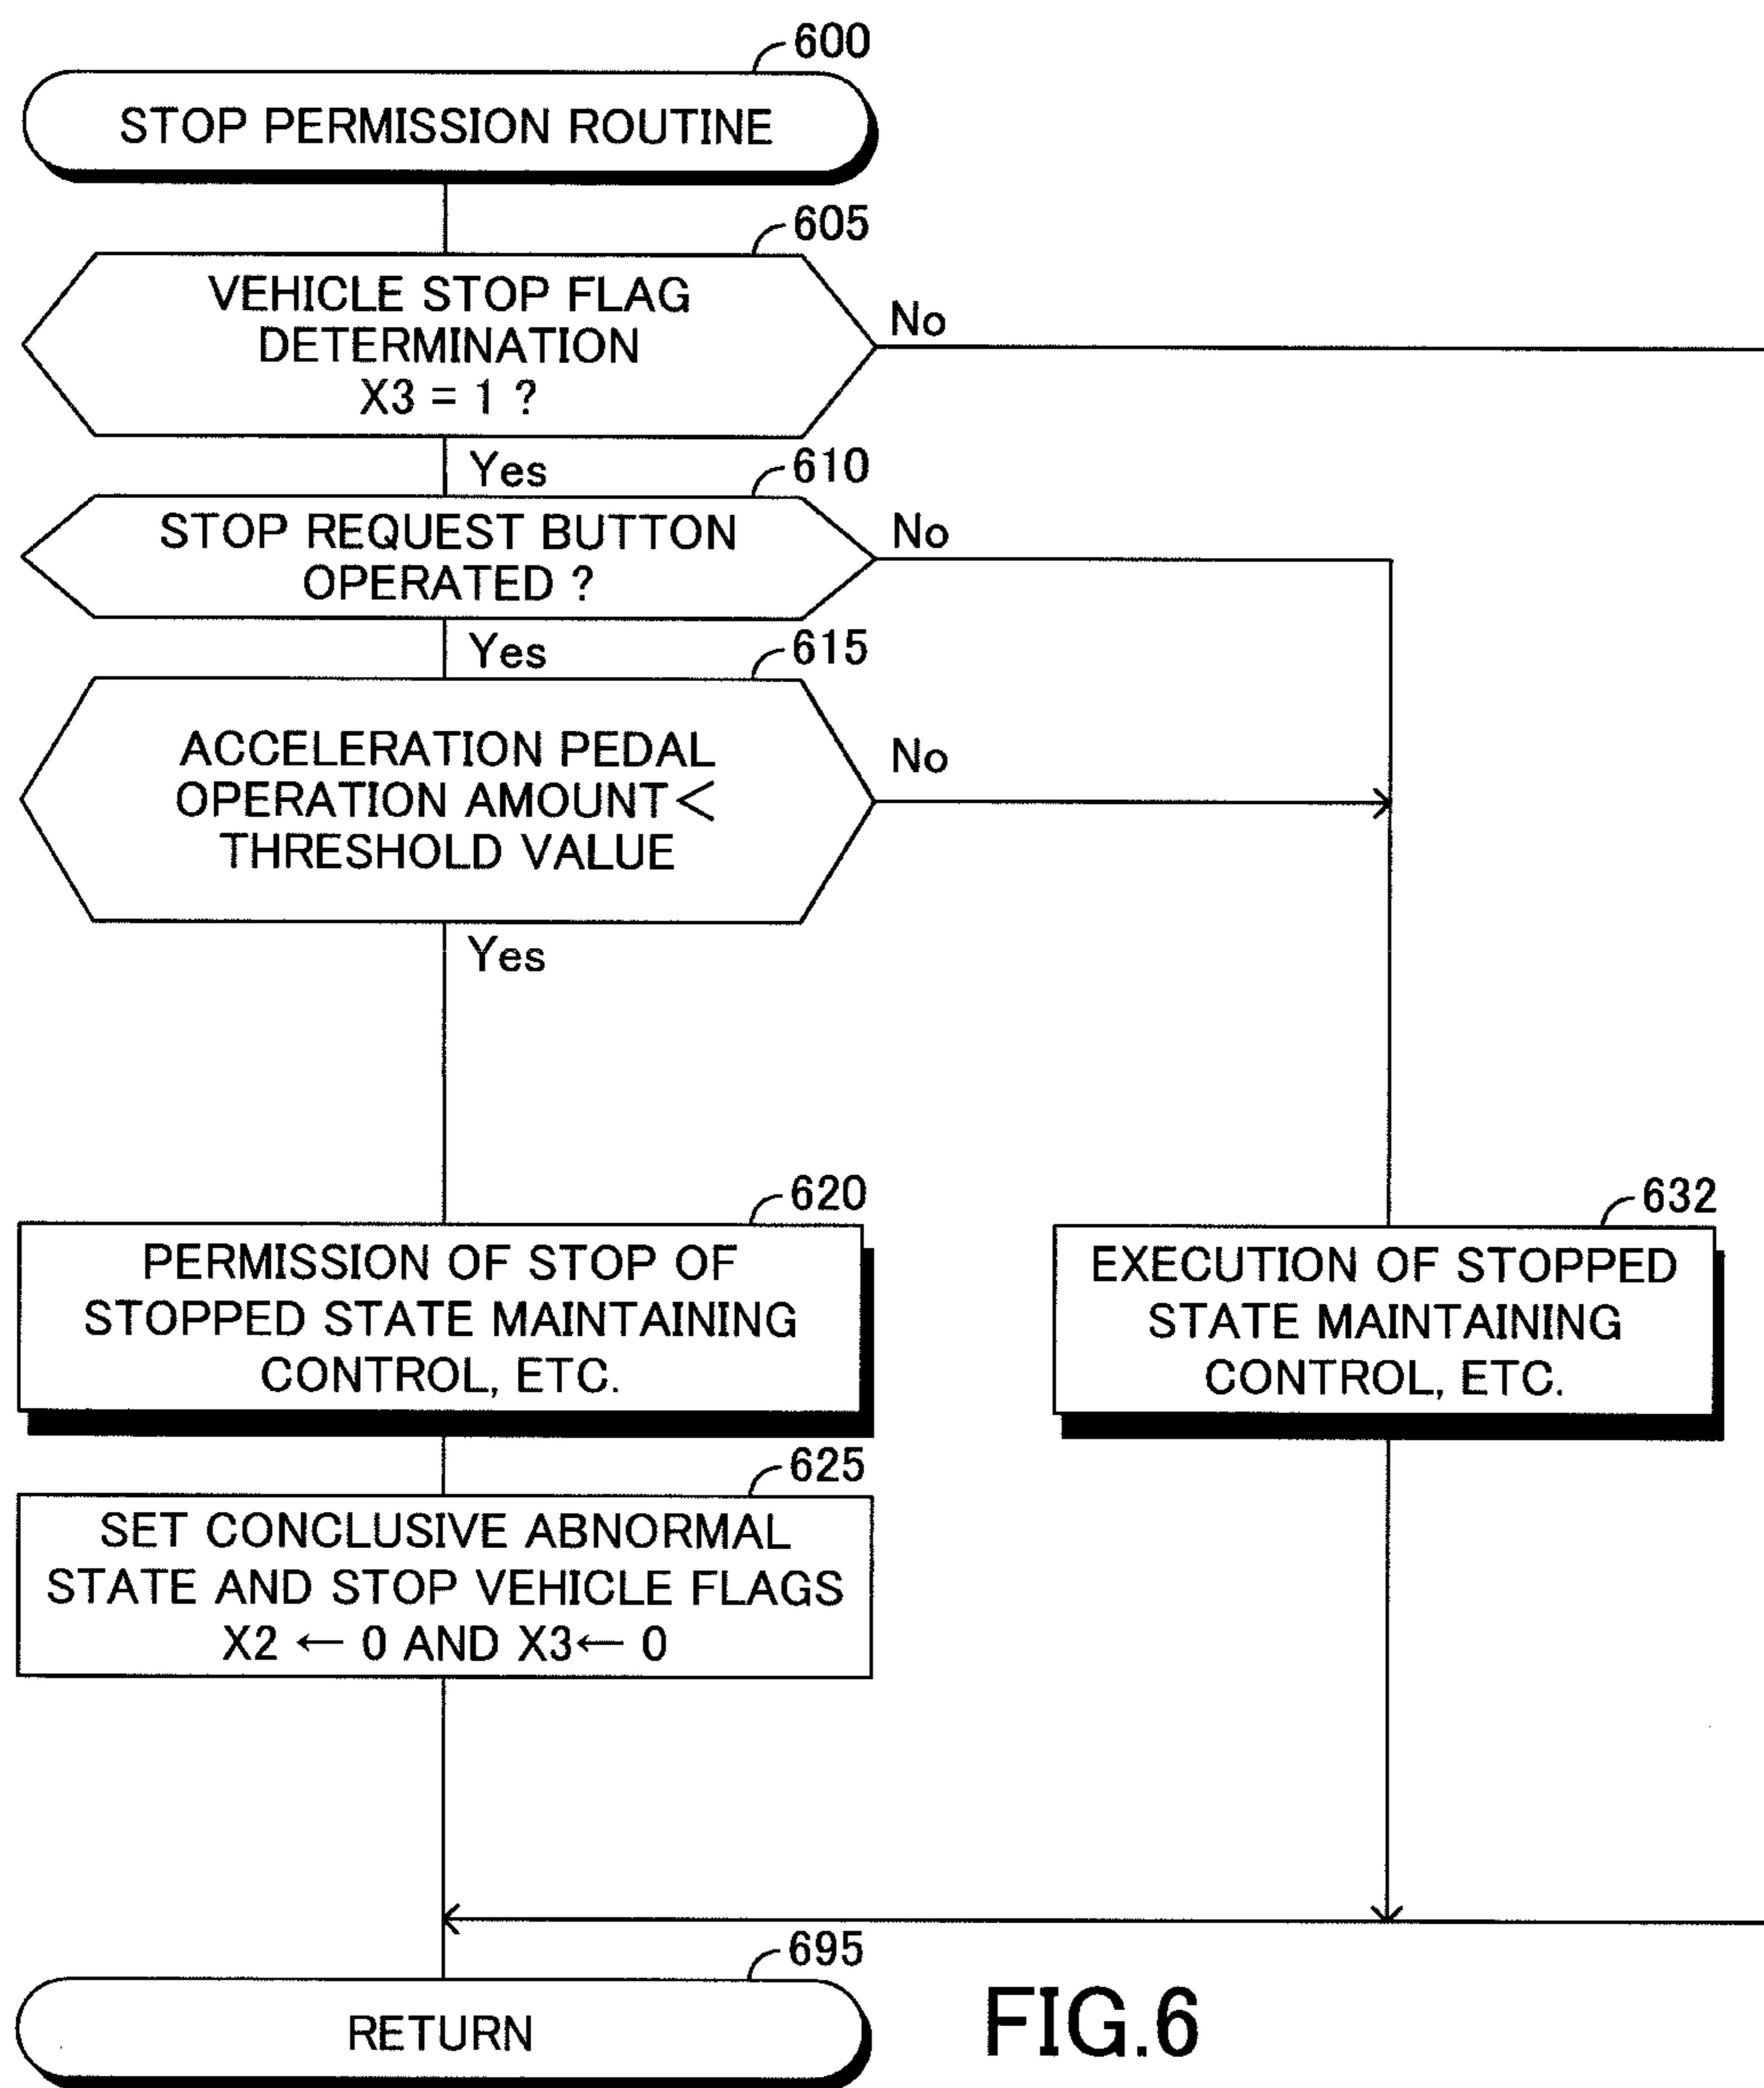 600
STOP PERMISSION ROUTINE
605
VEHICLE STOP FLAG
DETERMINATION
X3 = 1 ?
No
Yes
610
STOP REQUEST BUTTON
OPERATED ?
No
Yes
615
ACCELERATION PEDAL
OPERATION AMOUNT <
THRESHOLD VALUE
No
Yes
620
PERMISSION OF STOP OF
STOPPED STATE MAINTAINING
CONTROL, ETC.
632
EXECUTION OF STOPPED
STATE MAINTAINING
CONTROL, ETC.
625
SET CONCLUSIVE ABNORMAL
STATE AND STOP VEHICLE FLAGS
X2 ← 0 AND X3 ← 0
695
RETURN
FIG.6